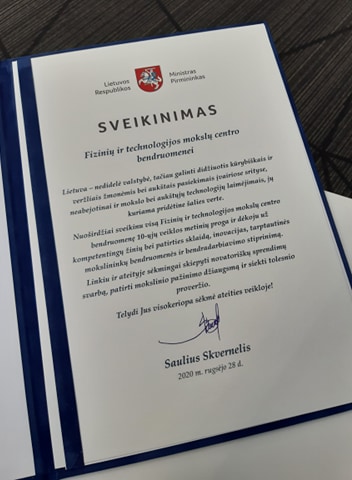 Lietuvos Respublikos Ministras Pirmininkas
SVEIKINIMAS
Fizinių ir technologijos mokslų centro
bendruomenei
Lietuva – nedidelė valstybė, tačiau galinti didžiuotis kūrybiškais ir
veržliais žmonėmis bei aukštais pasiekimais įvairiose srityse,
neabejotinai ir mokslo bei aukštųjų technologijų laimėjimais, jų
kuriama pridėtine šalies verte.
Nuoširdžiai sveikinu visą Fizinių ir technologijos mokslų centro
bendruomenę 10-ųjų veiklos metinių proga ir dėkoju už
kompetentingų žinių bei patirties sklaidą, inovacijas, tarptautinės
mokslininkų bendruomenės ir bendradarbiavimo stiprinimą.
Linkiu ir ateityje sėkmingai skiepyti novatoriškų sprendimų
svarbą, patirti mokslinio pažinimo džiaugsmą ir siekti tolesnio
proveržio.
Telydi Jus visokeriopa sėkmė ateities veikloje!
Saulius Skvernelis
2020 m. rugsėjo 28 d.